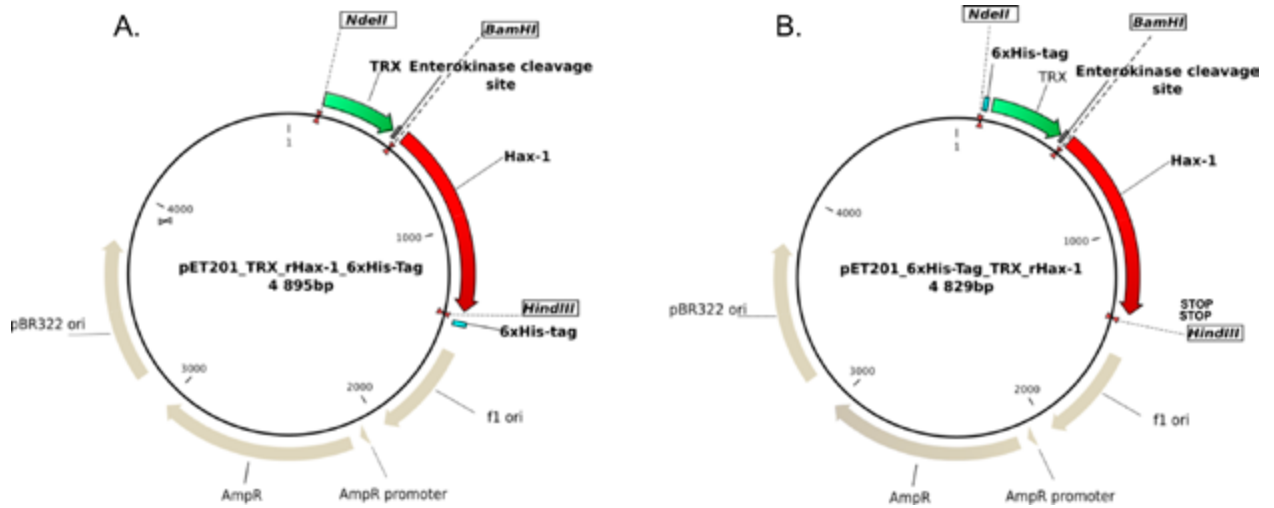 A.
NdeII
BamHI
TRX
Enterokinase cleavage
site
1
Hax-1
4000
1000
pET201_TRX_rHax-1_6xHis-Tag
4 895bp
HindIII
6xHis-tag
pBR322 ori
3000
2000
f1 ori
AmpR
AmpR promoter
B.
NdeII
BamHI
6xHis-tag
TRX
Enterokinase cleavage
site
1
Hax-1
4000
1000
pET201_6xHis-Tag_TRX_rHax-1
4 829bp
STOP
STOP
HindIII
pBR322 ori
3000
2000
f1 ori
AmpR
AmpR promoter